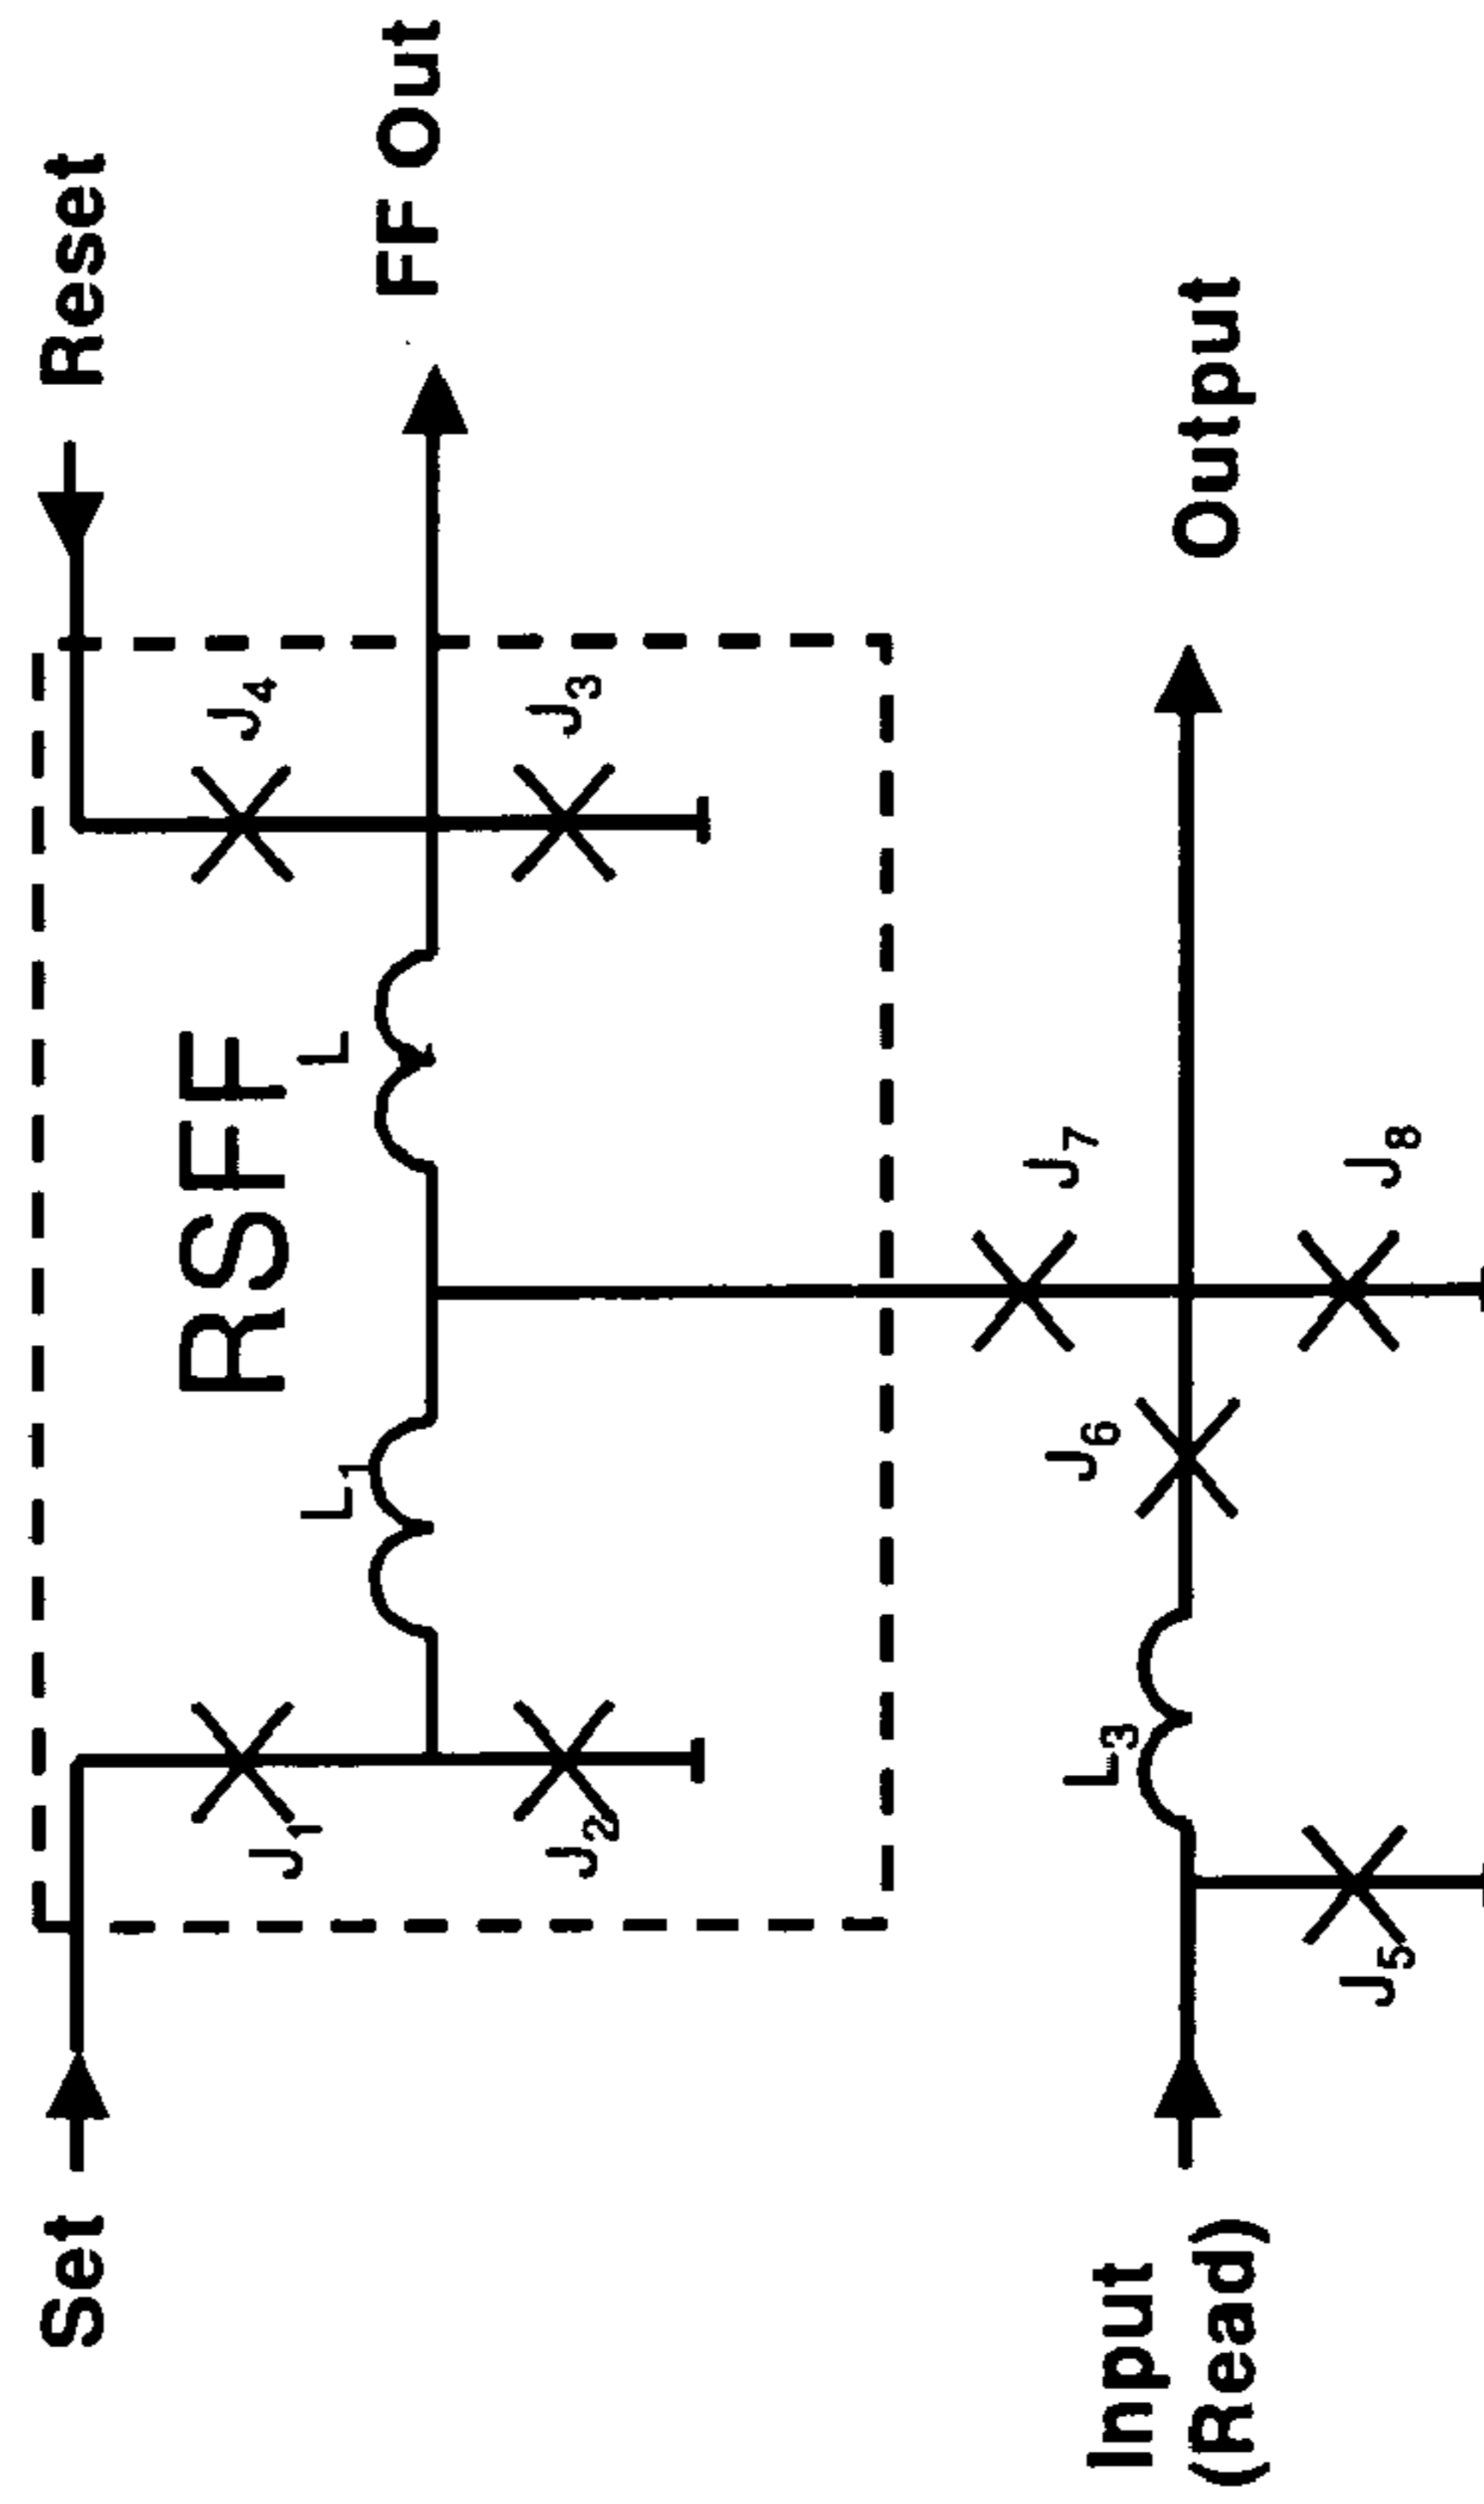 Set
Reset
RSFF
J1
J4
L1
L
FF Out
J2
J3
J7
J6
Input
(Read)
L3
Output
J5
J8